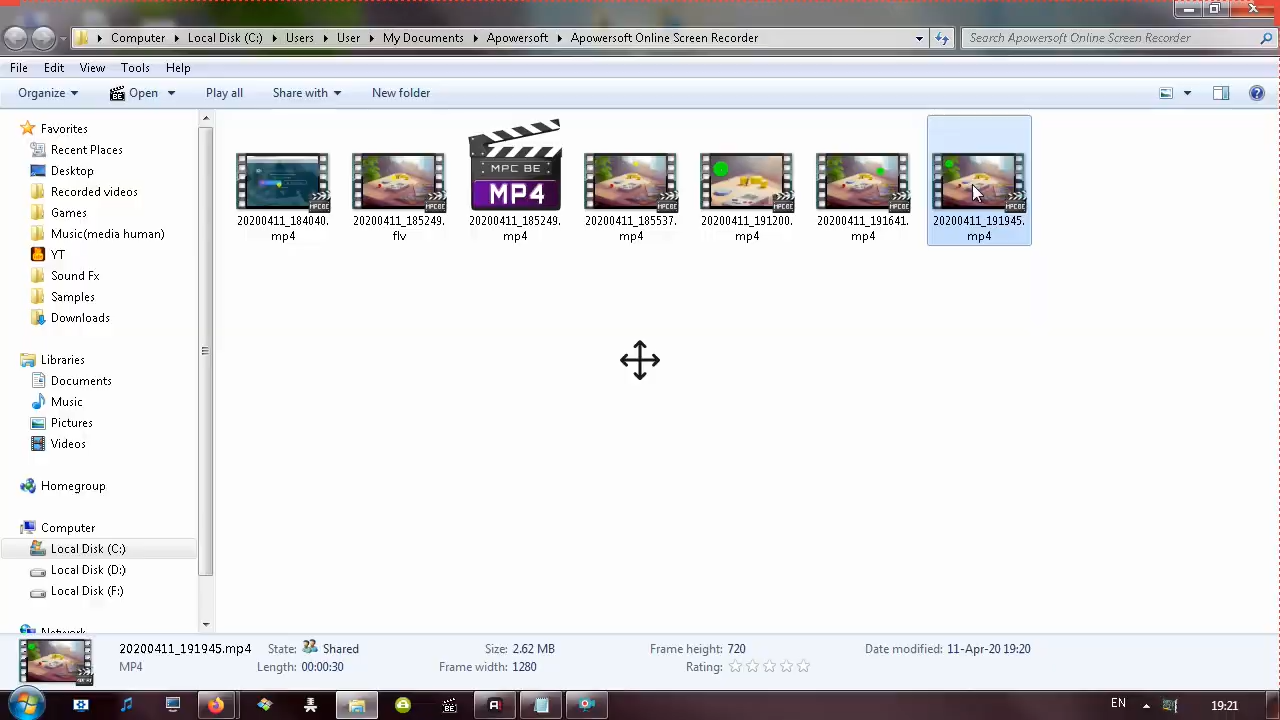 Computer Local Disk (C:) Users User My Documents Apowersoft Apowersoft Online Screen Recorder
Search Apowersoft Online Screen Recorder
File Edit View Tools Help
Organize Open Play all Share with New folder
Favorites
Recent Places
Desktop
Recorded videos
Games
Music(media human)
YT
Sound Fx
Samples
Downloads
Libraries
Documents
Music
Pictures
Videos
Homegroup
Computer
Local Disk (C:)
Local Disk (D:)
Local Disk (F:)
Network
MPC BE
MP4
20200411_184040.
mp4
20200411_185249.
flv
20200411_185249.
mp4
20200411_185537.
mp4
20200411_191200.
mp4
20200411_191641.
mp4
20200411_191945.
mp4
20200411_191945.mp4 State: Shared Size: 2.62 MB Frame height: 720 Date modified: 11-Apr-20 19:20
MP4 Length: 00:00:30 Frame width: 1280 Rating:
EN 19:21